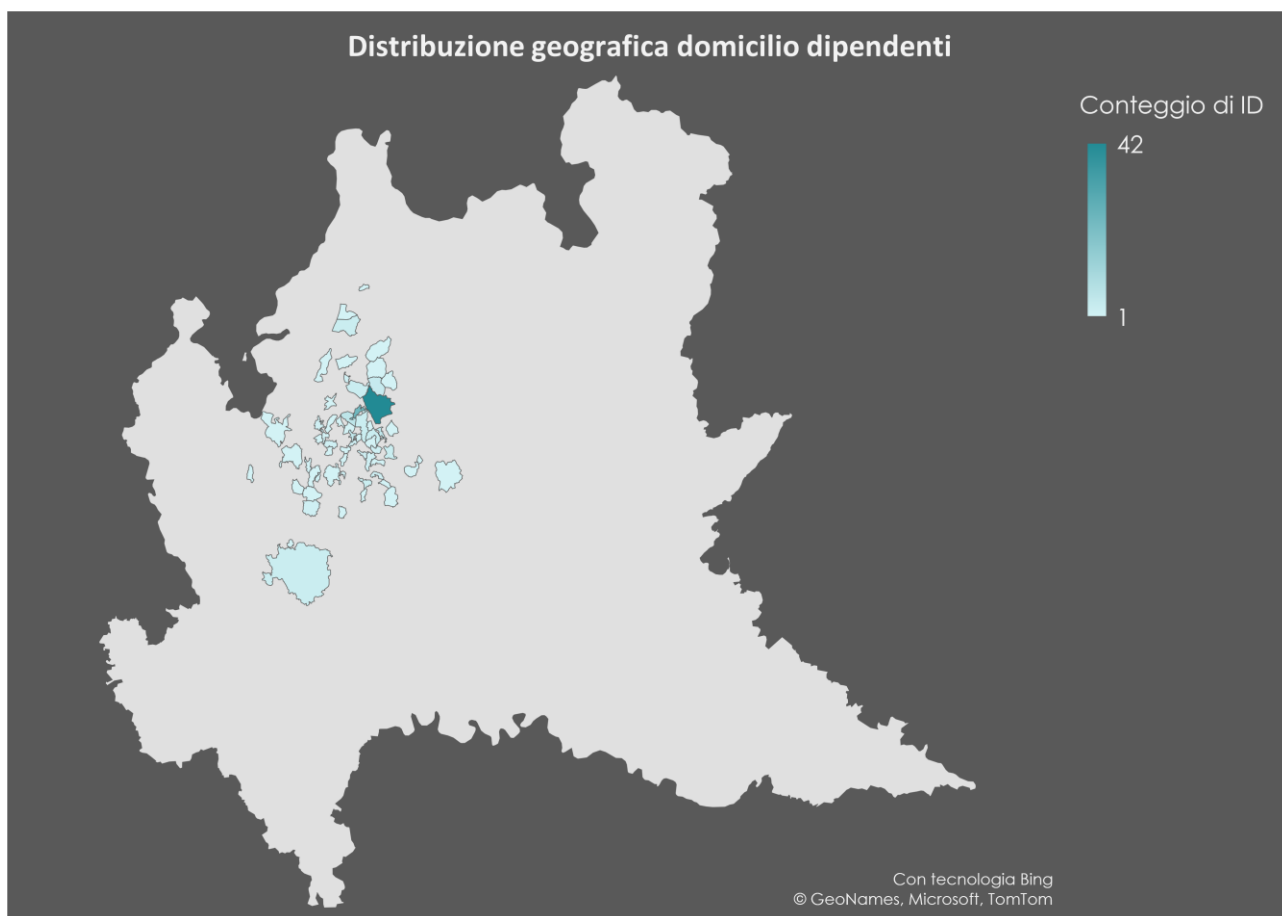 Distribuzione geografica domicilio dipendenti
Conteggio di ID
42
1
Con tecnologia Bing
© GeoNames, Microsoft, TomTom